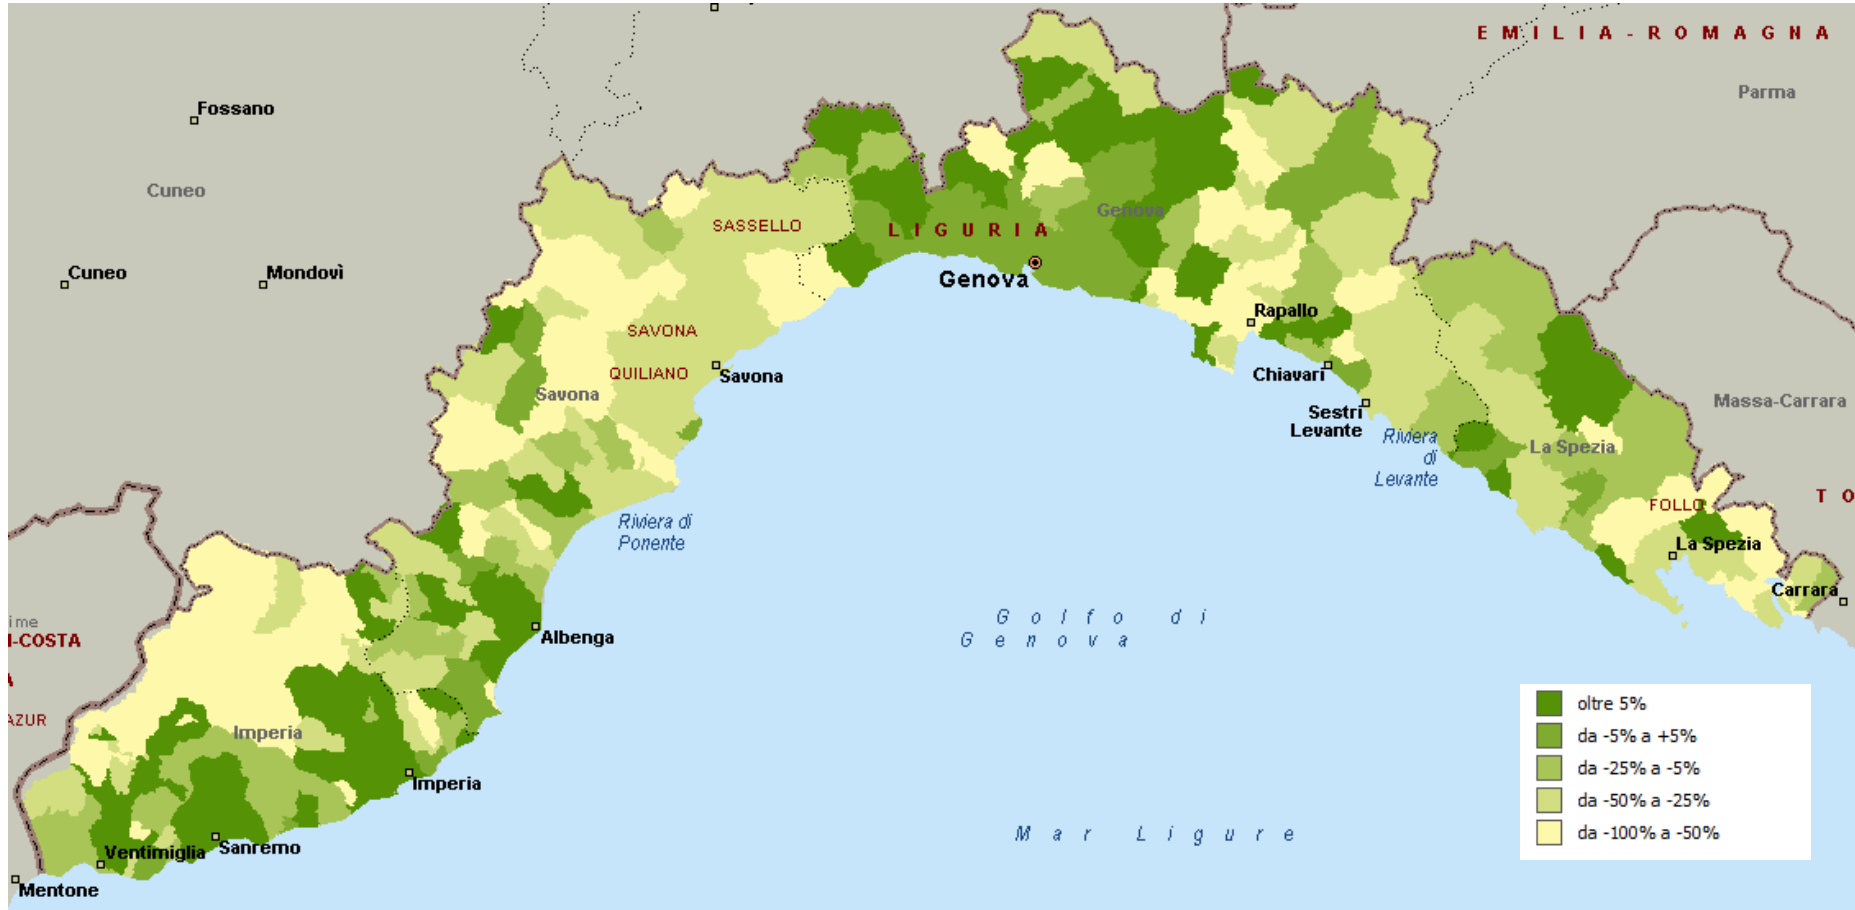 EMILIA-ROMAGNA
Parma
Fossano
Cuneo
SASSELLO
Genova
LIGURIA
Cuneo
Mondovì
Genova
Rapallo
SAVONA
QUILIANO
Savona
Savona
Chiavari
Sestri
Levante
Massa-Carrara
Riviera
di
Levante
La Spezia
FOLLO
TO
Riviera di
Ponente
La Spezia
Carrara
ime
I-COSTA
Albenga
Golfo di
Genova
AZUR
Imperia
Imperia
Mar Ligure
Ventimiglia
Sanremo
Mentone
oltre 5%
da -5% a +5%
da -25% a -5%
da -50% a -25%
da -100% a -50%